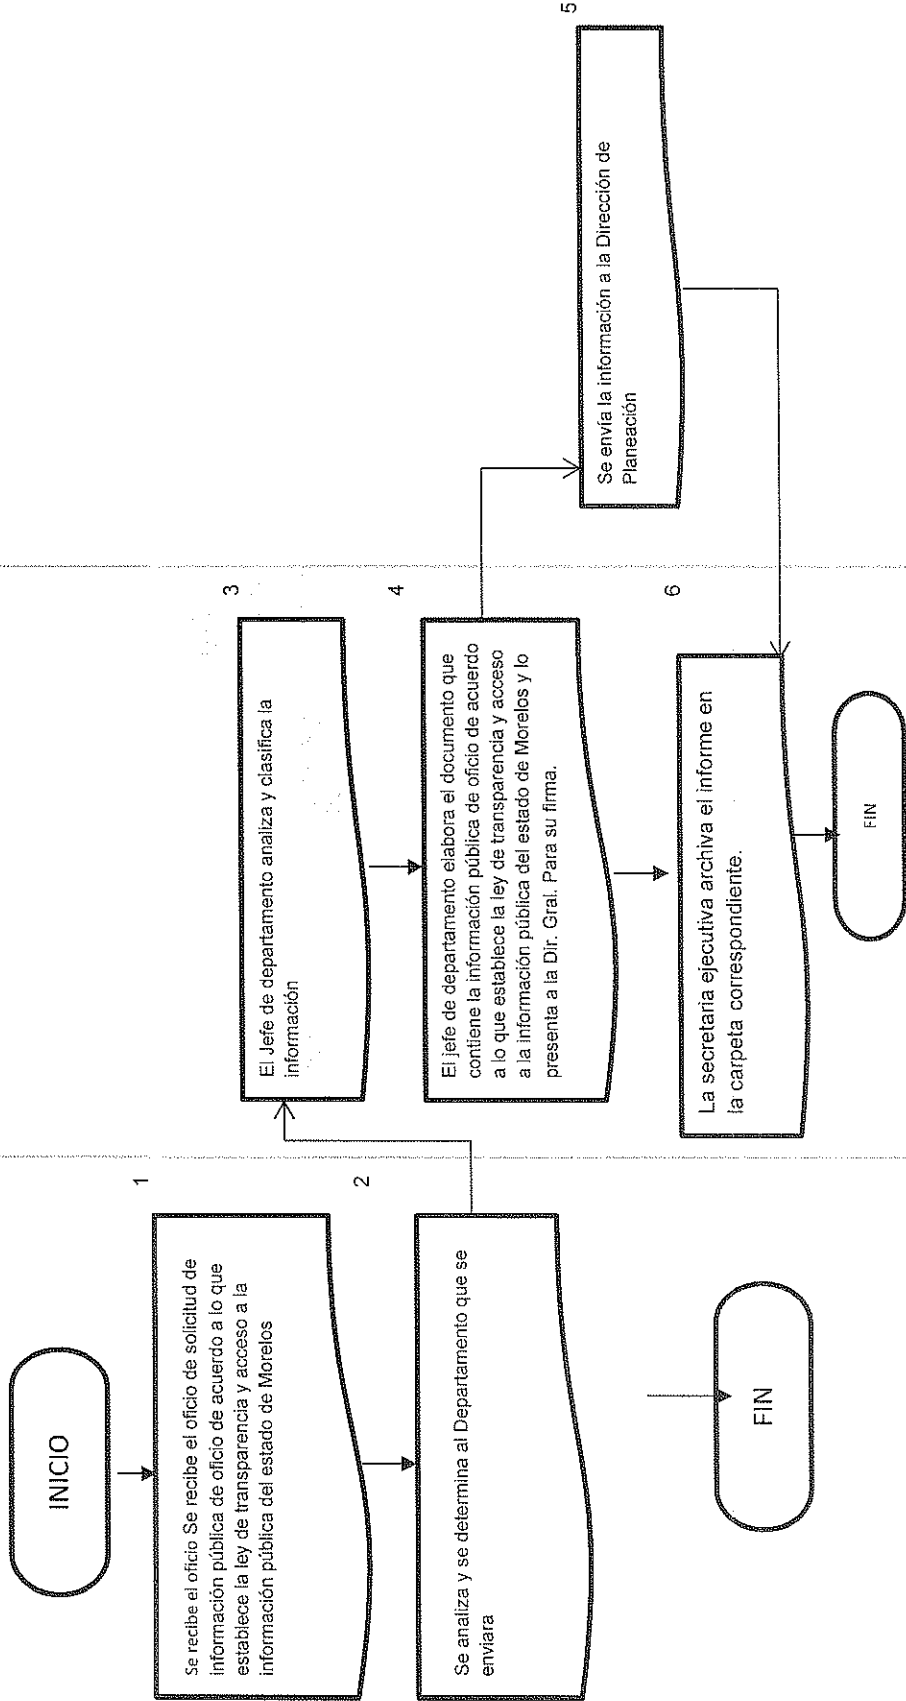 INICIO
1
Se recibe el oficio Se recibe el oficio de solicitud de
información pública de oficio de acuerdo a lo que
establece la ley de transparencia y acceso a la
información pública del estado de Morelos
2
Se analiza y se determina al Departamento que se
enviara
FIN
3
El Jefe de departamento analiza y clasifica la
información
4
El jefe de departamento elabora el documento que
contiene la información pública de oficio de acuerdo
a lo que establece la ley de transparencia y acceso
a la información pública del estado de Morelos y lo
presenta a la Dir. Gral. Para su firma.
5
Se envía la información a la Dirección de
Planeación
6
La secretaria ejecutiva archiva el informe en
la carpeta correspondiente.
FIN